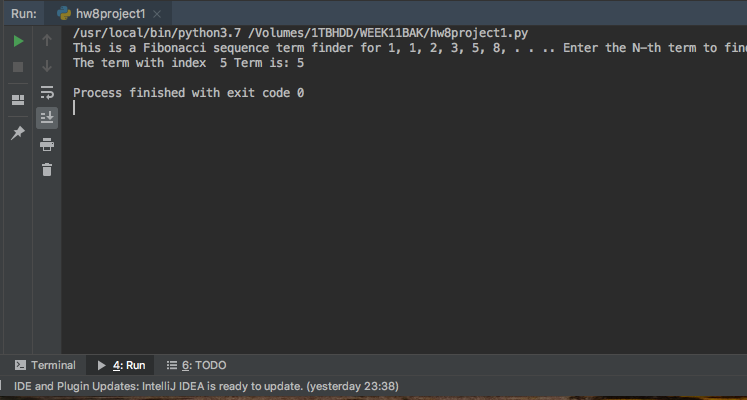 Run: hw8project1
/usr/local/bin/python3.7 /Volumes/1TBHDD/WEEK11BAK/hw8project1.py
This is a Fibonacci sequence term finder for 1, 1, 2, 3, 5, 8, . . .. Enter the N-th term to find
The term with index  5 Term is: 5
Process finished with exit code 0
Terminal 4: Run 6: TODO
IDE and Plugin Updates: IntelliJ IDEA is ready to update. (yesterday 23:38)